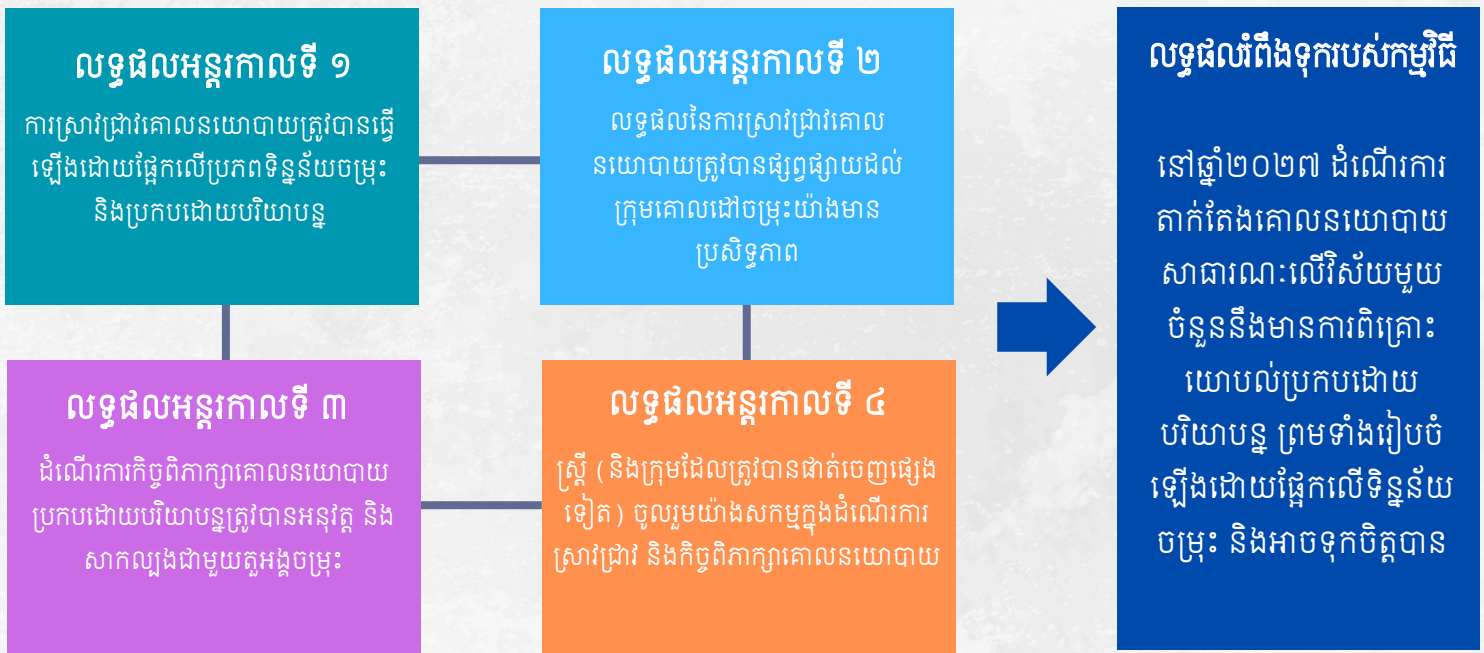 លទ្ធផលអន្តរកាលទី ១
ការស្រាវជ្រាវគោលនយោបាយត្រូវបានធ្វើ
ឡើងដោយផ្អែកលើប្រភពទិន្នន័យចម្រុះ
និងប្រកបដោយបរិយាបន្ន
លទ្ធផលអន្តរកាលទី ២
លទ្ធផលនៃការស្រាវជ្រាវគោល
នយោបាយត្រូវបានផ្សព្វផ្សាយដល់
ក្រុមគោលដៅចម្រុះយ៉ាងមាន
ប្រសិទ្ធភាព
លទ្ធផលអន្តរកាលទី ៣
ដំណើរការកិច្ចពិភាក្សាគោលនយោបាយ
ប្រកបដោយបរិយាបន្នត្រូវបានអនុវត្ត និង
សាកល្បងជាមួយតួអង្គចម្រុះ
លទ្ធផលអន្តរកាលទី ៤
ស្ត្រី (និងក្រុមដែលត្រូវបានផាត់ចេញផ្សេង
ទៀត) ចូលរួមយ៉ាងសកម្មក្នុងដំណើរការ
ស្រាវជ្រាវ និងកិច្ចពិភាក្សាគោលនយោបាយ
លទ្ធផលរំពឹងទុករបស់កម្មវិធី
នៅឆ្នាំ២០២៧ ដំណើរការ
តាក់តែងគោលនយោបាយ
សាធារណៈលើវិស័យមួយ
ចំនួននឹងមានការពិគ្រោះ
យោបល់ប្រកបដោយ
បរិយាបន្ន ព្រមទាំងរៀបចំ
ឡើងដោយផ្អែកលើទិន្នន័យ
ចម្រុះ និងអាចទុកចិត្តបាន